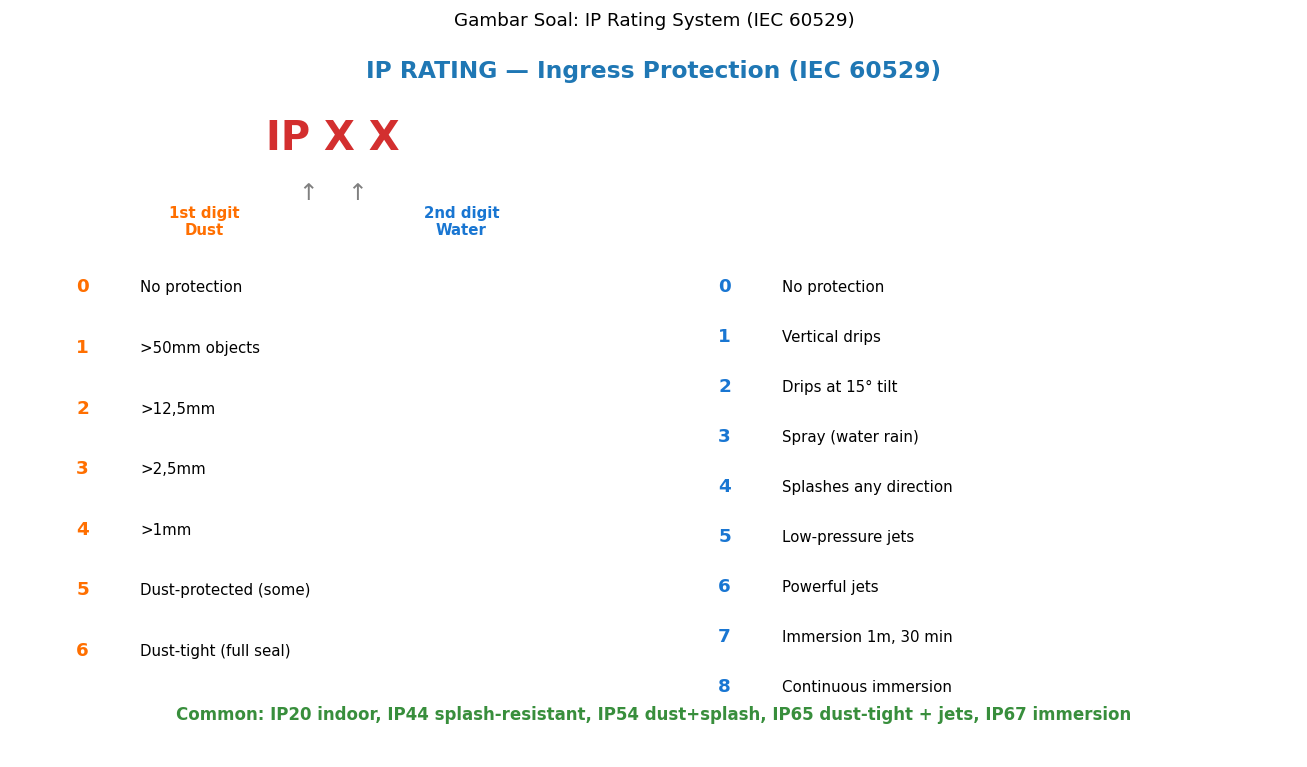 Gambar Soal: IP Rating System (IEC 60529)
IP RATING — Ingress Protection (IEC 60529)
IP X X
↑ ↑
1st digit
Dust
2nd digit
Water
0 No protection
1 >50mm objects
2 >12,5mm
3 >2,5mm
4 >1mm
5 Dust-protected (some)
6 Dust-tight (full seal)
0 No protection
1 Vertical drips
2 Drips at 15° tilt
3 Spray (water rain)
4 Splashes any direction
5 Low-pressure jets
6 Powerful jets
7 Immersion 1m, 30 min
8 Continuous immersion
Common: IP20 indoor, IP44 splash-resistant, IP54 dust+splash, IP65 dust-tight + jets, IP67 immersion